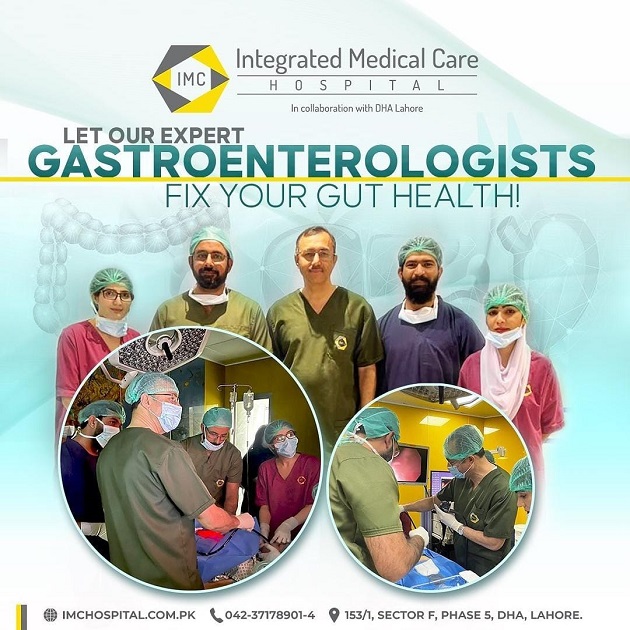 IMC
Integrated Medical Care
HOSPITAL
In collaboration with DHA Lahore
LET OUR EXPERT
GASTROENTEROLOGISTS
FIX YOUR GUT HEALTH!
IMCHOSPITAL.COM.PK 042-37178901-4 153/1, SECTOR F, PHASE 5, DHA, LAHORE.